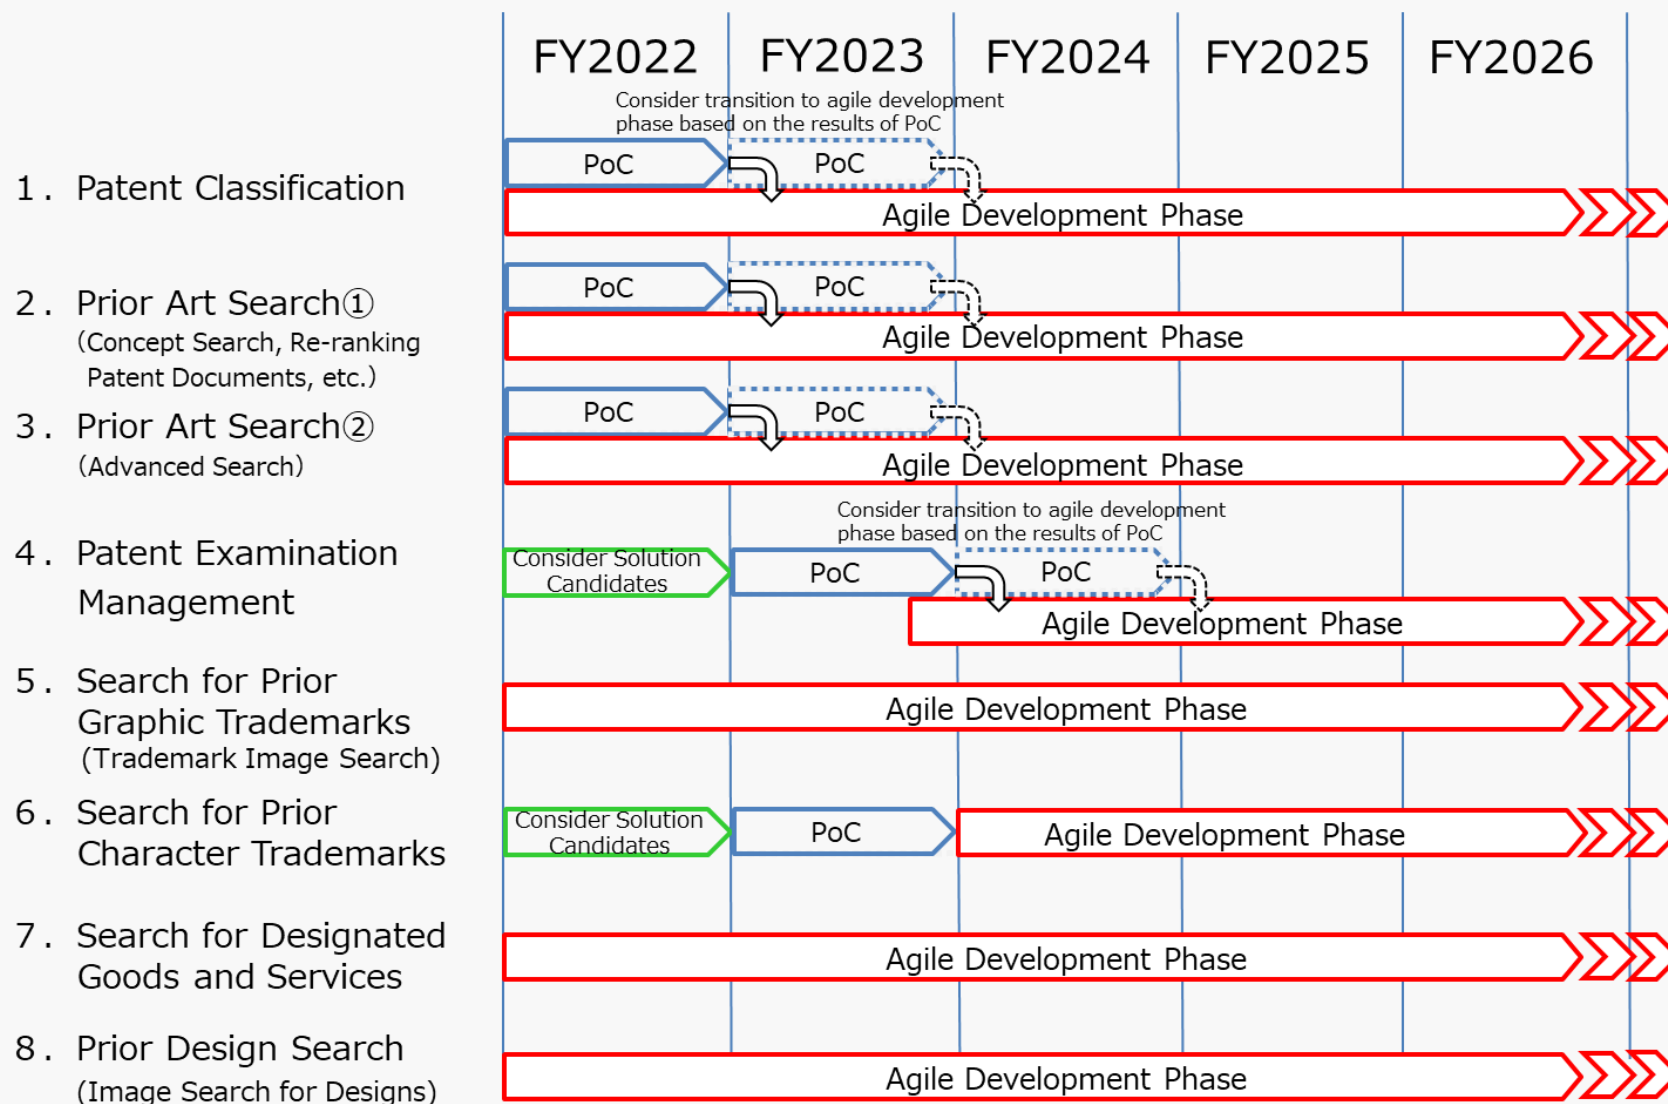 FY2022 FY2023 FY2024 FY2025 FY2026
Consider transition to agile development
phase based on the results of PoC
PoC PoC
1. Patent Classification
Agile Development Phase
PoC PoC
2. Prior Art Search①
(Concept Search, Re-ranking
Patent Documents, etc.)
Agile Development Phase
PoC PoC
3. Prior Art Search②
(Advanced Search)
Agile Development Phase
Consider transition to agile development
phase based on the results of PoC
4. Patent Examination
Management
Consider Solution
Candidates
PoC PoC
Agile Development Phase
5. Search for Prior
Graphic Trademarks
(Trademark Image Search)
Agile Development Phase
6. Search for Prior
Character Trademarks
Consider Solution
Candidates
PoC
Agile Development Phase
7. Search for Designated
Goods and Services
Agile Development Phase
8. Prior Design Search
(Image Search for Designs)
Agile Development Phase